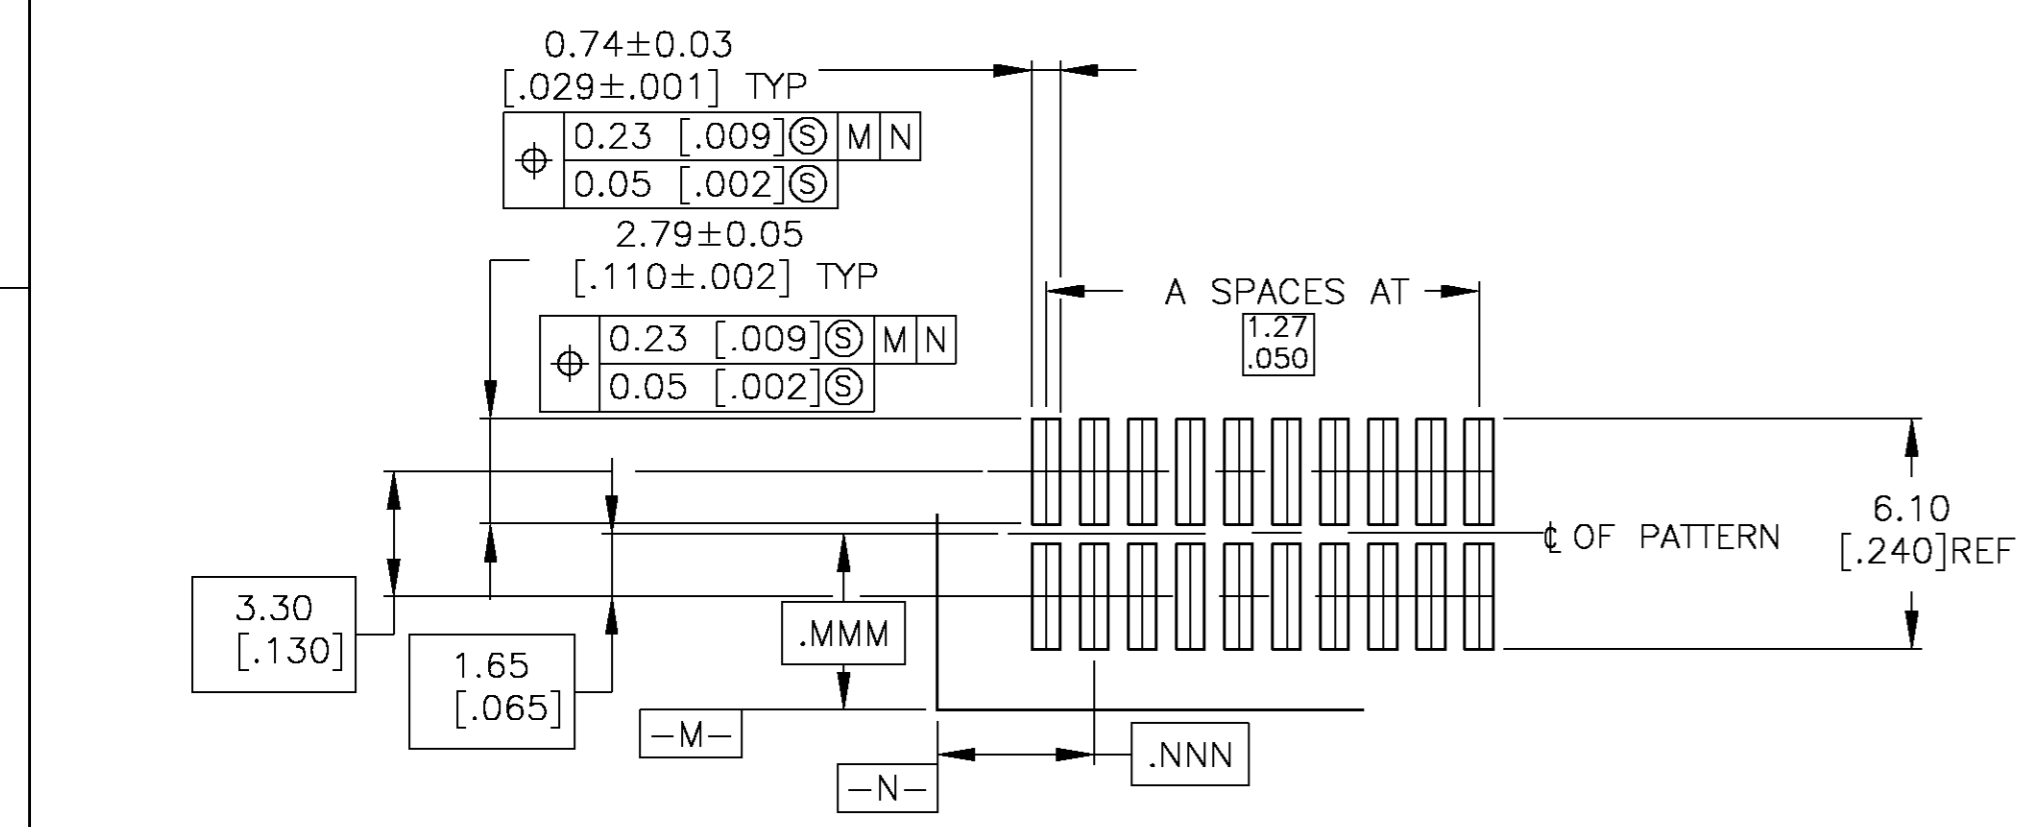 0.74±0.03
[.029±.001] TYP
⌖ 0.23 [.009]Ⓢ M N
0.05 [.002]Ⓢ
2.79±0.05
[.110±.002] TYP
⌖ 0.23 [.009]Ⓢ M N
0.05 [.002]Ⓢ
A SPACES AT
1.27
.050
℄ OF PATTERN
6.10
[.240]REF
3.30
[.130]
1.65
[.065]
.MMM
-M-
-N-
.NNN